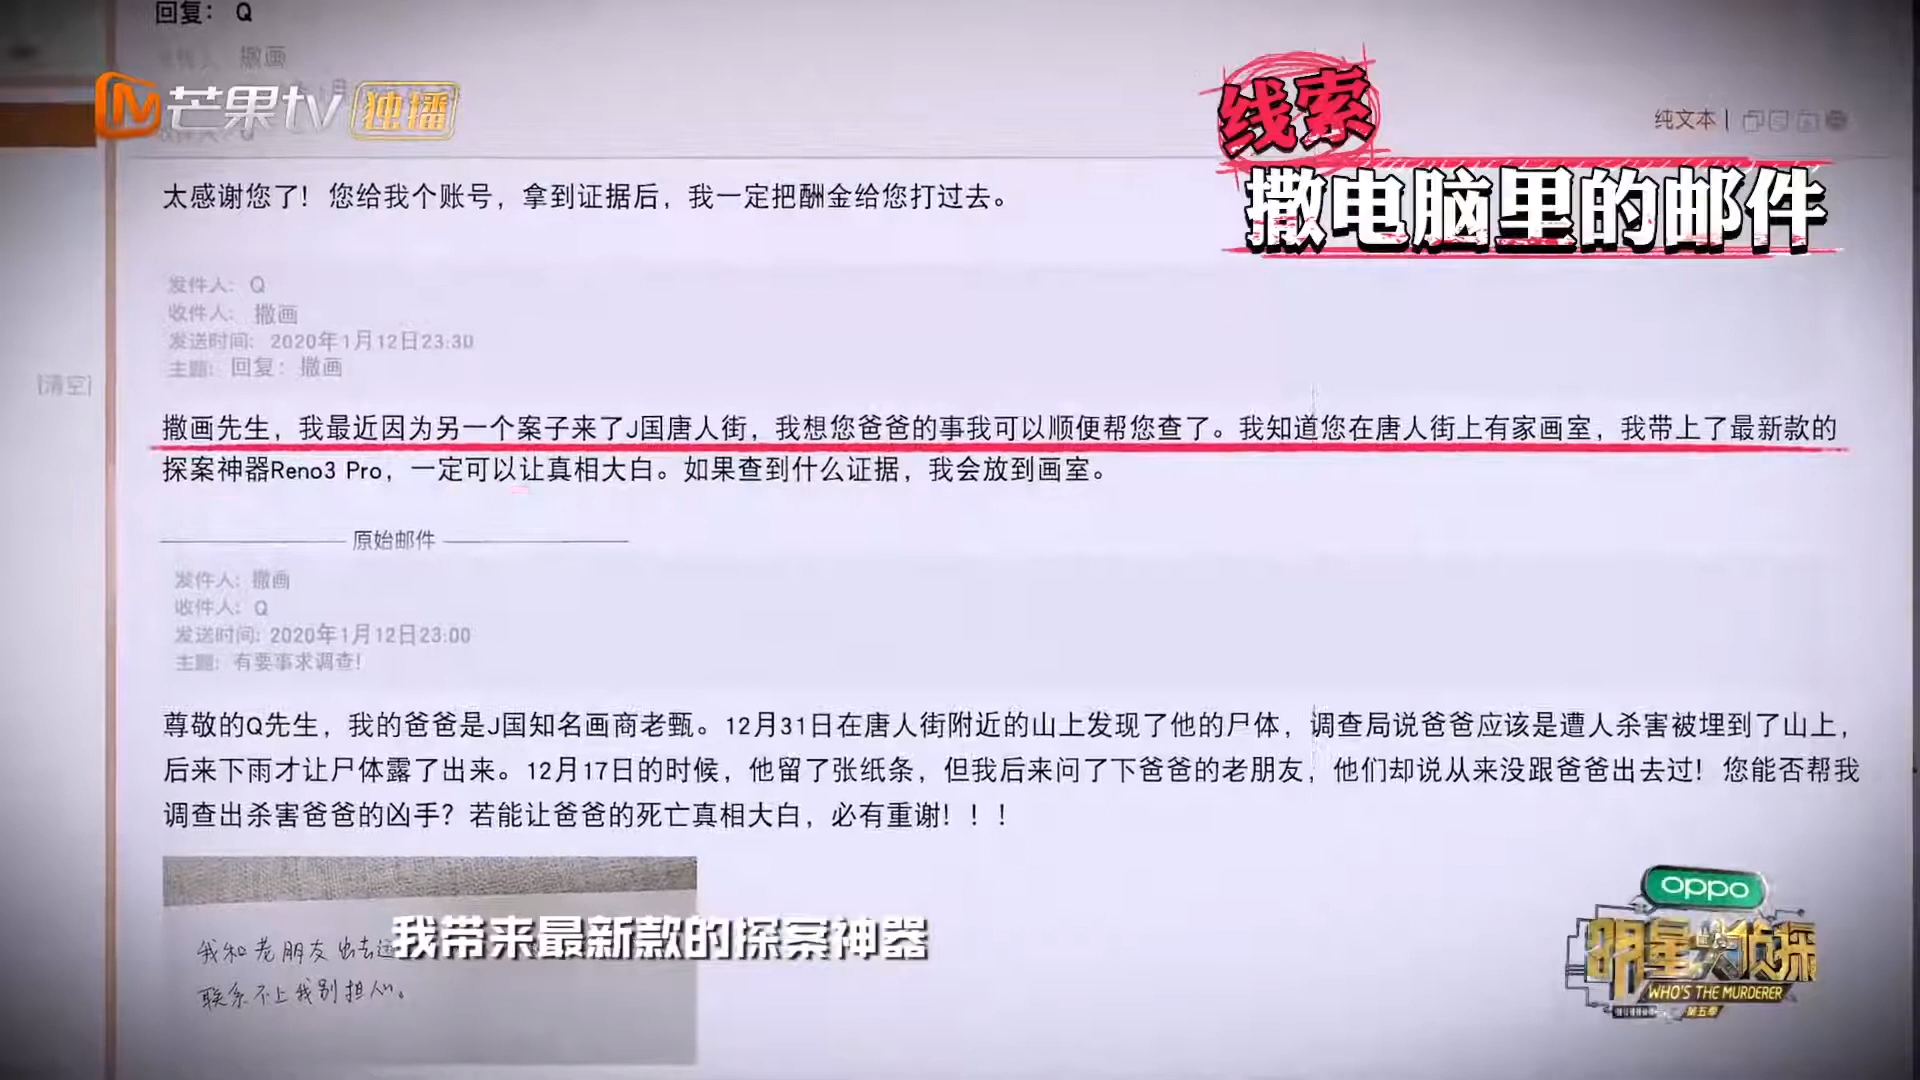 回复： Q
撒画
芒果tv 独播
线索
撒电脑里的邮件
纯文本 |
太感谢您了！您给我个账号，拿到证据后，我一定把酬金给您打过去。
发件人: Q
收件人: 撒画
发送时间: 2020年1月12日23:30
主题: 回复：撒画
[清空]
撒画先生，我最近因为另一个案子来了J国唐人街，我想您爸爸的事我可以顺便帮您查了。我知道您在唐人街上有家画室，我带上了最新款的
探案神器Reno3 Pro，一定可以让真相大白。如果查到什么证据，我会放到画室。
原始邮件
发件人: 撒画
收件人: Q
发送时间: 2020年1月12日23:00
主题: 有要事求调查!
尊敬的Q先生，我的爸爸是J国知名画商老甄。12月31日在唐人街附近的山上发现了他的尸体，调查局说爸爸应该是遭人杀害被埋到了山上，
后来下雨才让尸体露了出来。12月17日的时候，他留了张纸条，但我后来问了下爸爸的老朋友，他们却说从来没跟爸爸出去过！您能否帮我
调查出杀害爸爸的凶手？若能让爸爸的死亡真相大白，必有重谢！！！
我和老朋友出去
联系不上我别担心。
我带来最新款的探案神器
oppo
明星大侦探
WHO'S THE MURDERER
第五季